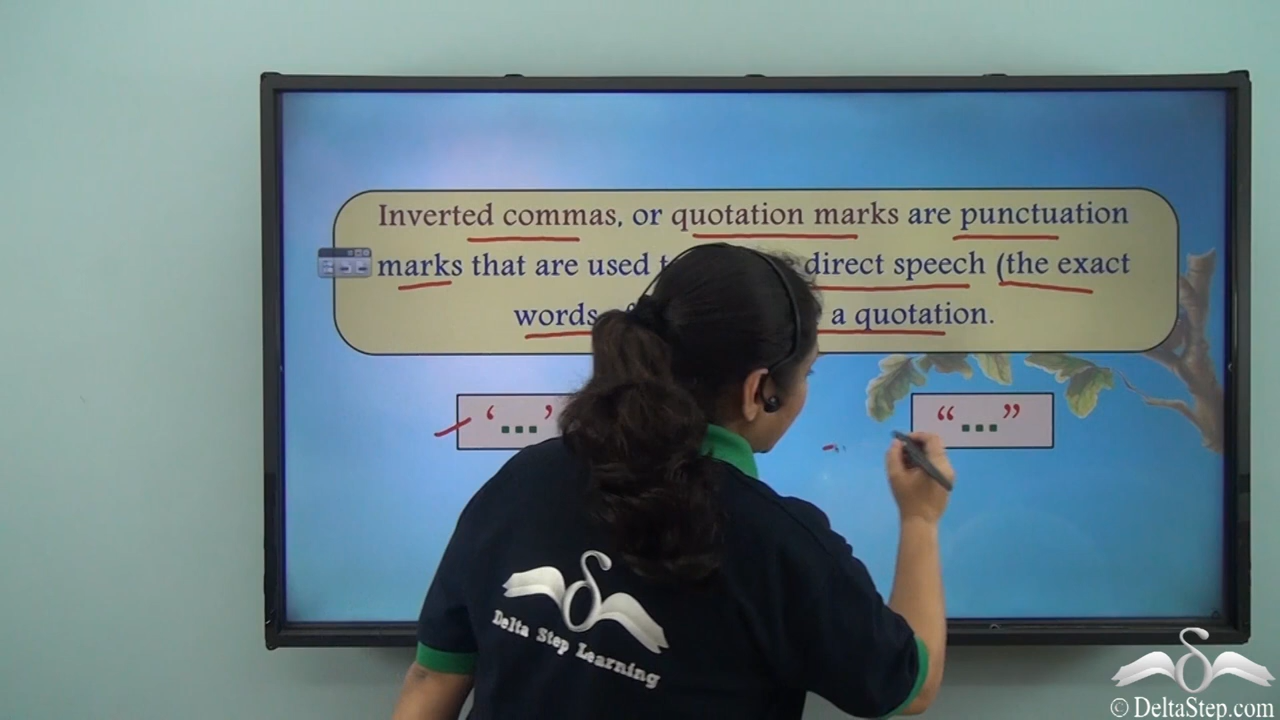 Inverted commas, or quotation marks are punctuation
marks that are used direct speech (the exact
words a quotation.
‘...’
“...”
Delta Step Learning
© DeltaStep.com